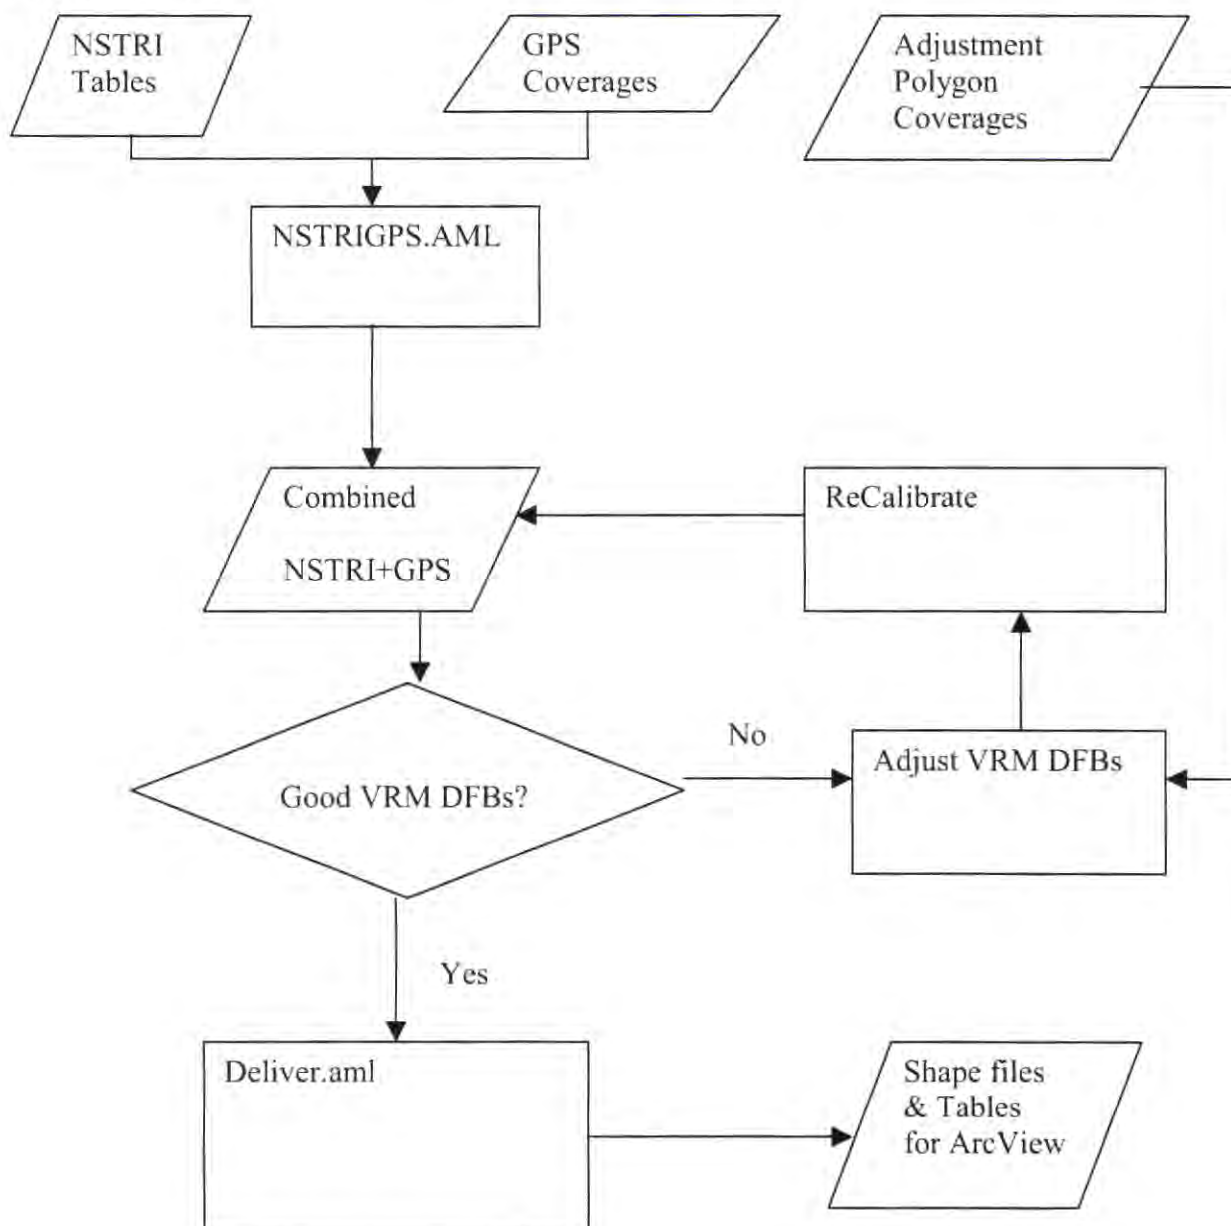 NSTRI
Tables
GPS
Coverages
Adjustment
Polygon
Coverages
NSTRIGPS.AML
Combined
NSTRI+GPS
ReCalibrate
Good VRM DFBs?
No
Adjust VRM DFBs
Yes
Deliver.aml
Shape files
& Tables
for ArcView